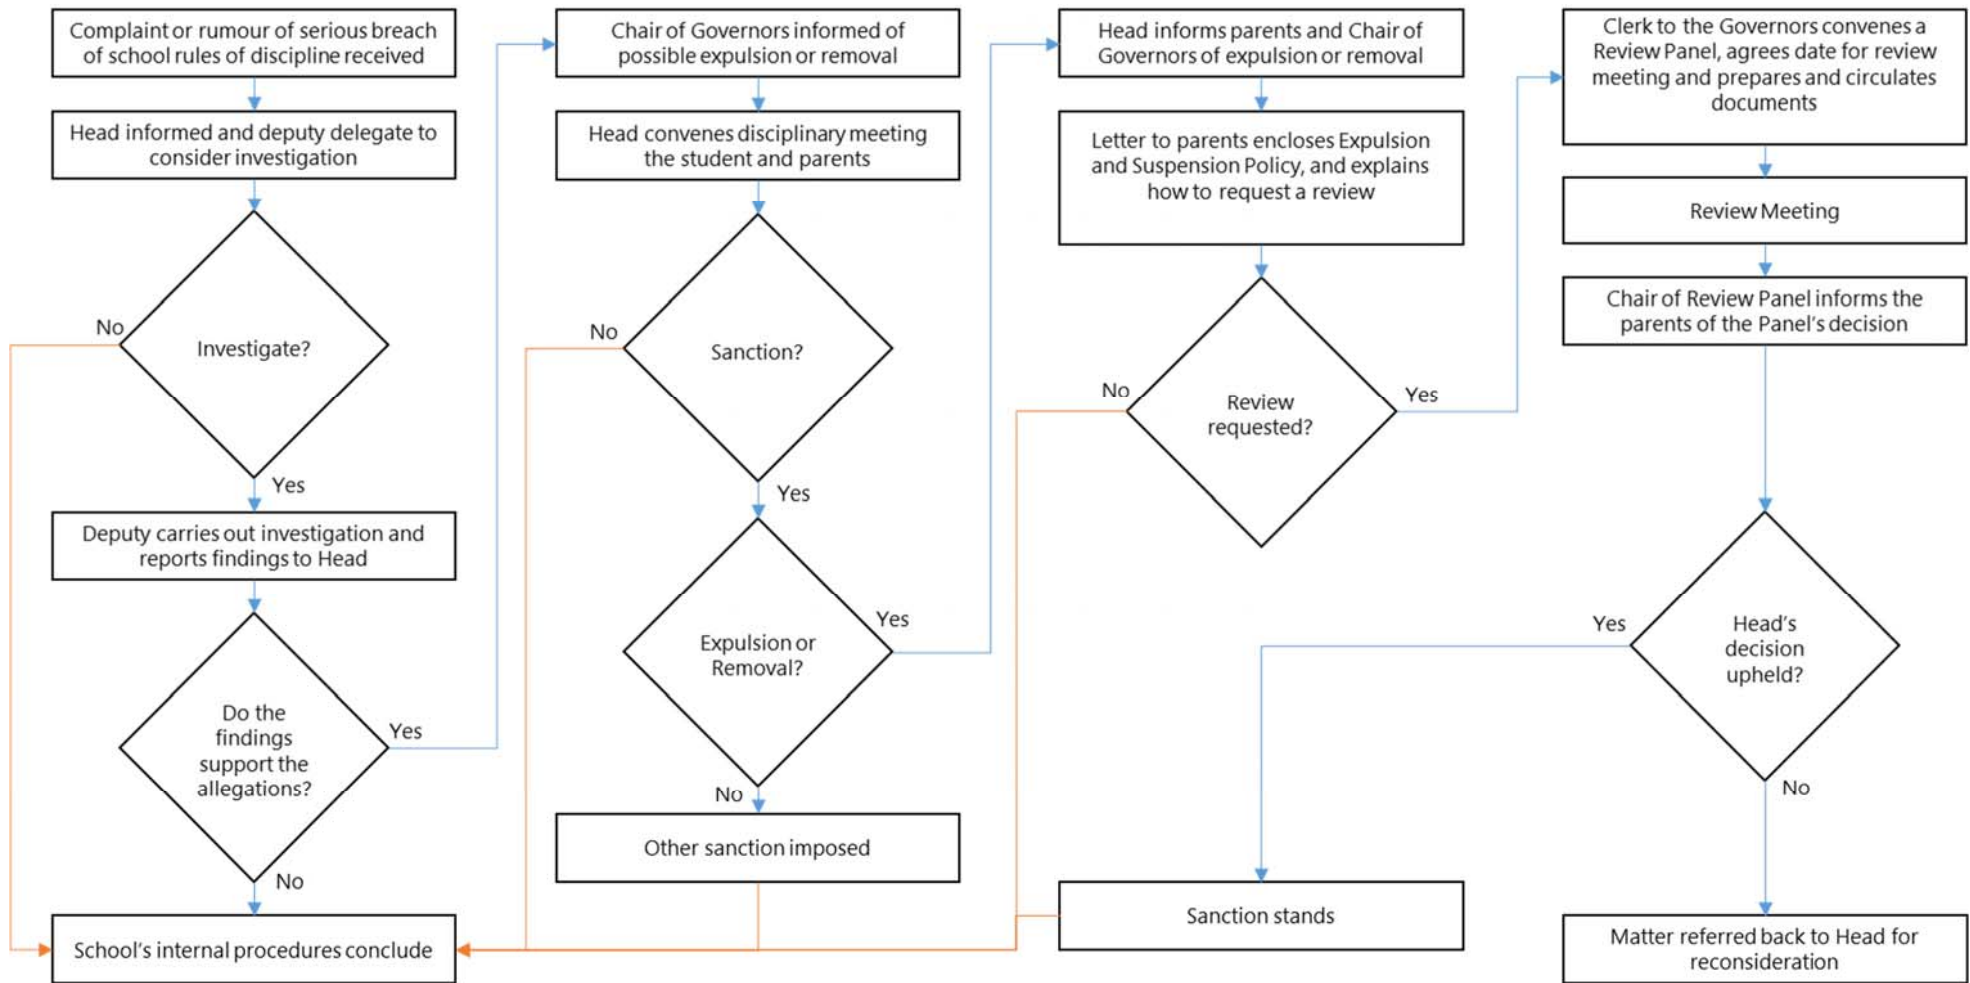 Complaint or rumour of serious breach
of school rules of discipline received
Head informed and deputy delegate to
consider investigation
Investigate?
No
Yes
Deputy carries out investigation and
reports findings to Head
Do the
findings
support the
allegations?
Yes
No
School's internal procedures conclude
Chair of Governors informed of
possible expulsion or removal
Head convenes disciplinary meeting
the student and parents
Sanction?
No
Yes
Expulsion or
Removal?
Yes
No
Other sanction imposed
Head informs parents and Chair of
Governors of expulsion or removal
Letter to parents encloses Expulsion
and Suspension Policy, and explains
how to request a review
Review
requested?
No
Yes
Sanction stands
Clerk to the Governors convenes a
Review Panel, agrees date for review
meeting and prepares and circulates
documents
Review Meeting
Chair of Review Panel informs the
parents of the Panel's decision
Head's
decision
upheld?
Yes
No
Matter referred back to Head for
reconsideration